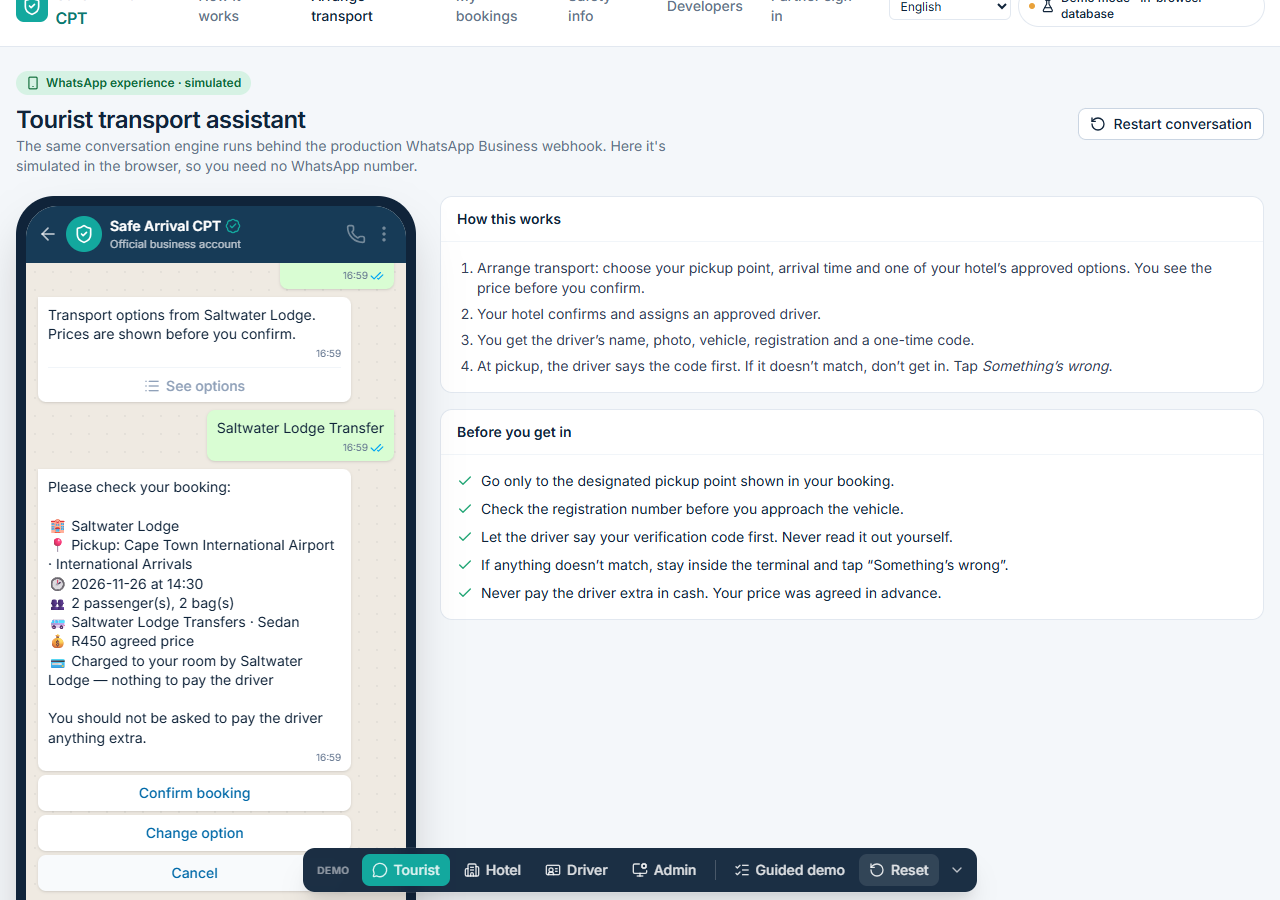 CPT
works
transport
My
bookings
Safety
info
Developers
Partner sign
in
English
Demo mode · in-browser
database
WhatsApp experience · simulated
Tourist transport assistant
The same conversation engine runs behind the production WhatsApp Business webhook. Here it's
simulated in the browser, so you need no WhatsApp number.
Restart conversation
Safe Arrival CPT
Official business account
16:59
Transport options from Saltwater Lodge.
Prices are shown before you confirm.
16:59
See options
Saltwater Lodge Transfer
16:59
Please check your booking:
Saltwater Lodge
Pickup: Cape Town International Airport
· International Arrivals
2026-11-26 at 14:30
2 passenger(s), 2 bag(s)
Saltwater Lodge Transfers · Sedan
R450 agreed price
Charged to your room by Saltwater
Lodge — nothing to pay the driver
You should not be asked to pay the driver
anything extra.
16:59
Confirm booking
Change option
Cancel
How this works
1. Arrange transport: choose your pickup point, arrival time and one of your hotel’s approved options. You see the
price before you confirm.
2. Your hotel confirms and assigns an approved driver.
3. You get the driver’s name, photo, vehicle, registration and a one-time code.
4. At pickup, the driver says the code first. If it doesn’t match, don’t get in. Tap Something’s wrong.
Before you get in
Go only to the designated pickup point shown in your booking.
Check the registration number before you approach the vehicle.
Let the driver say your verification code first. Never read it out yourself.
If anything doesn’t match, stay inside the terminal and tap “Something’s wrong”.
Never pay the driver extra in cash. Your price was agreed in advance.
DEMO
Tourist
Hotel
Driver
Admin
Guided demo
Reset